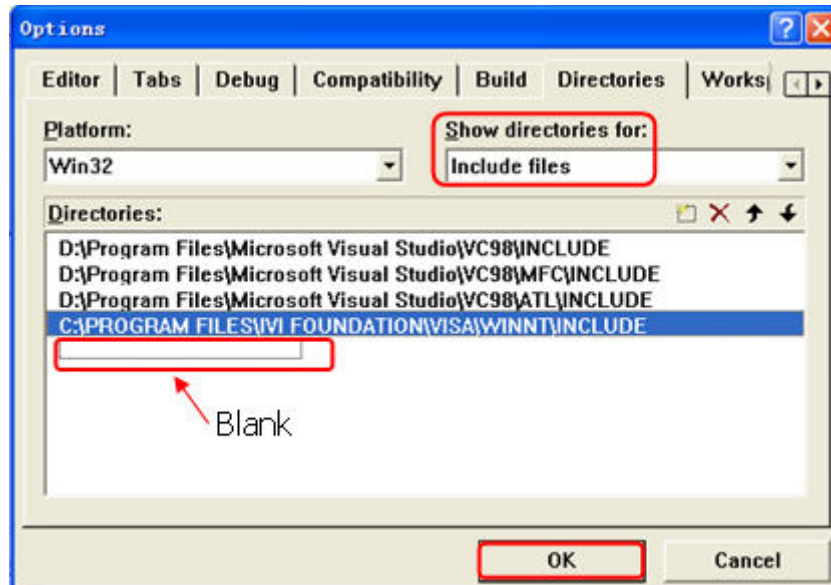 Options
Editor Tabs Debug Compatibility Build Directories Works
Platform: Show directories for:
Win32 Include files
Directories:
D:\Program Files\Microsoft Visual Studio\VC98\INCLUDE
D:\Program Files\Microsoft Visual Studio\VC98\MFC\INCLUDE
D:\Program Files\Microsoft Visual Studio\VC98\ATL\INCLUDE
C:\PROGRAM FILES\IVI FOUNDATION\VISA\WINNT\INCLUDE
Blank
OK Cancel